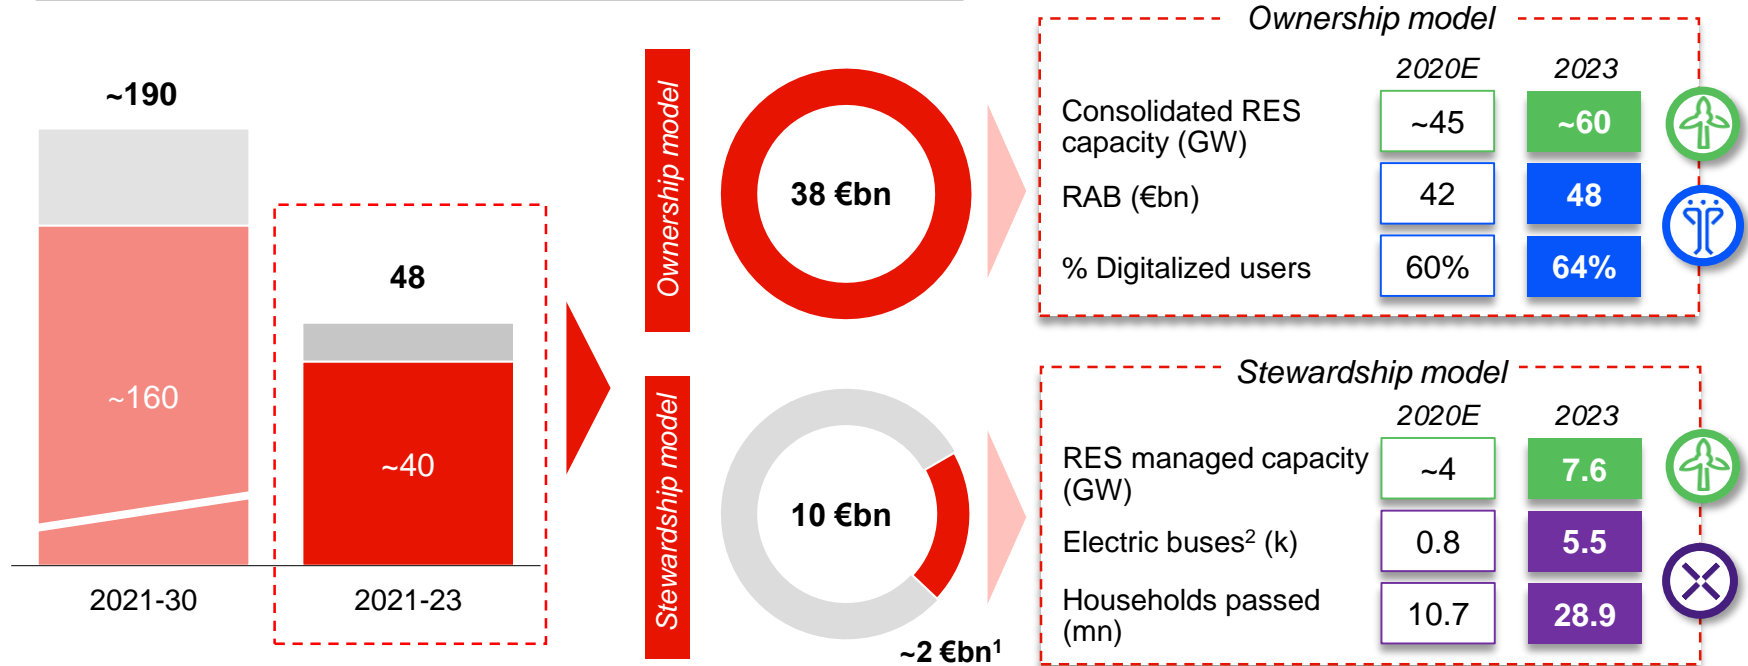 ~190
~160
2021-30
48
~40
2021-23
Ownership model
38 €bn
Ownership model
2020E 2023
Consolidated RES
capacity (GW)
~45 ~60
RAB (€bn) 42 48
% Digitalized users 60% 64%
Stewardship model
10 €bn
~2 €bn¹
Stewardship model
2020E 2023
RES managed capacity
(GW)
~4 7.6
Electric buses² (k) 0.8 5.5
Households passed
(mn)
10.7 28.9